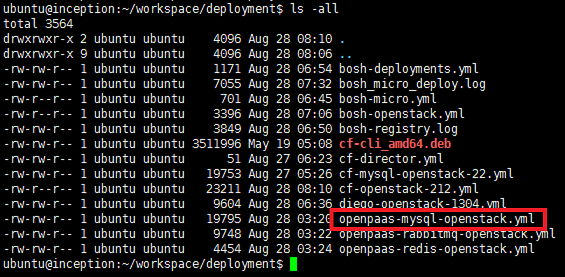 ubuntu@inception:~/workspace/deployment$ ls -all
total 3564
drwxrwxr-x 2 ubuntu ubuntu 4096 Aug 28 08:10 .
drwxrwxr-x 9 ubuntu ubuntu 4096 Aug 28 08:06 ..
-rw-rw-r-- 1 ubuntu ubuntu 1171 Aug 28 06:54 bosh-deployments.yml
-rw-rw-r-- 1 ubuntu ubuntu 7055 Aug 28 07:32 bosh_micro_deploy.log
-rw-rw-r-- 1 ubuntu ubuntu 701 Aug 28 06:45 bosh-micro.yml
-rw-rw-r-- 1 ubuntu ubuntu 3396 Aug 28 07:06 bosh-openstack.yml
-rw-rw-r-- 1 ubuntu ubuntu 3849 Aug 28 06:50 bosh-registry.log
-rw-rw-r-- 1 ubuntu ubuntu 3511996 May 19 05:08 cf-cli_amd64.deb
-rw-rw-r-- 1 ubuntu ubuntu 51 Aug 27 06:23 cf-director.yml
-rw-rw-r-- 1 ubuntu ubuntu 19753 Aug 27 05:26 cf-mysql-openstack-22.yml
-rw-rw-r-- 1 ubuntu ubuntu 23211 Aug 28 08:10 cf-openstack-212.yml
-rw-rw-r-- 1 ubuntu ubuntu 9604 Aug 28 06:36 diego-openstack-1304.yml
-rw-rw-r-- 1 ubuntu ubuntu 19795 Aug 28 03:20 openpaas-mysql-openstack.yml
-rw-rw-r-- 1 ubuntu ubuntu 9748 Aug 28 03:22 openpaas-rabbitmq-openstack.yml
-rw-rw-r-- 1 ubuntu ubuntu 4454 Aug 28 03:24 openpaas-redis-openstack.yml
ubuntu@inception:~/workspace/deployment$